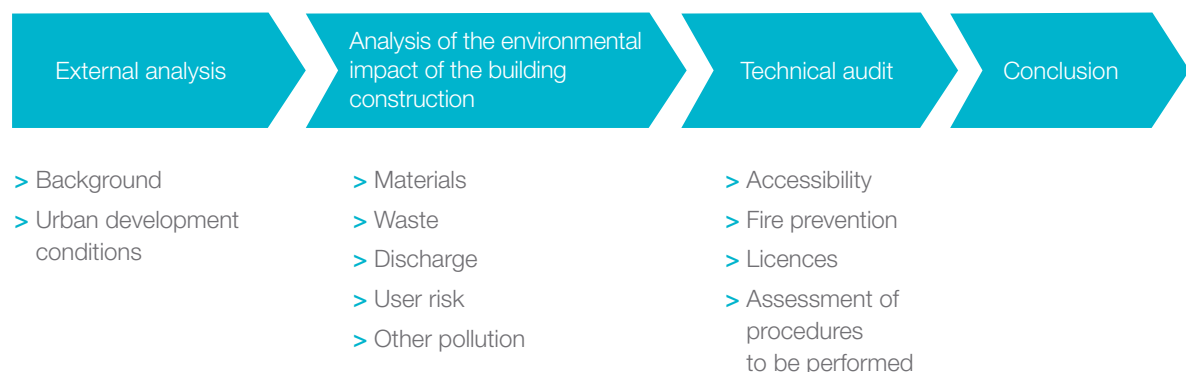 External analysis
Analysis of the environmental
impact of the building
construction
Technical audit
Conclusion
> Background
> Urban development
conditions
> Materials
> Waste
> Discharge
> User risk
> Other pollution
> Accessibility
> Fire prevention
> Licences
> Assessment of
procedures
to be performed